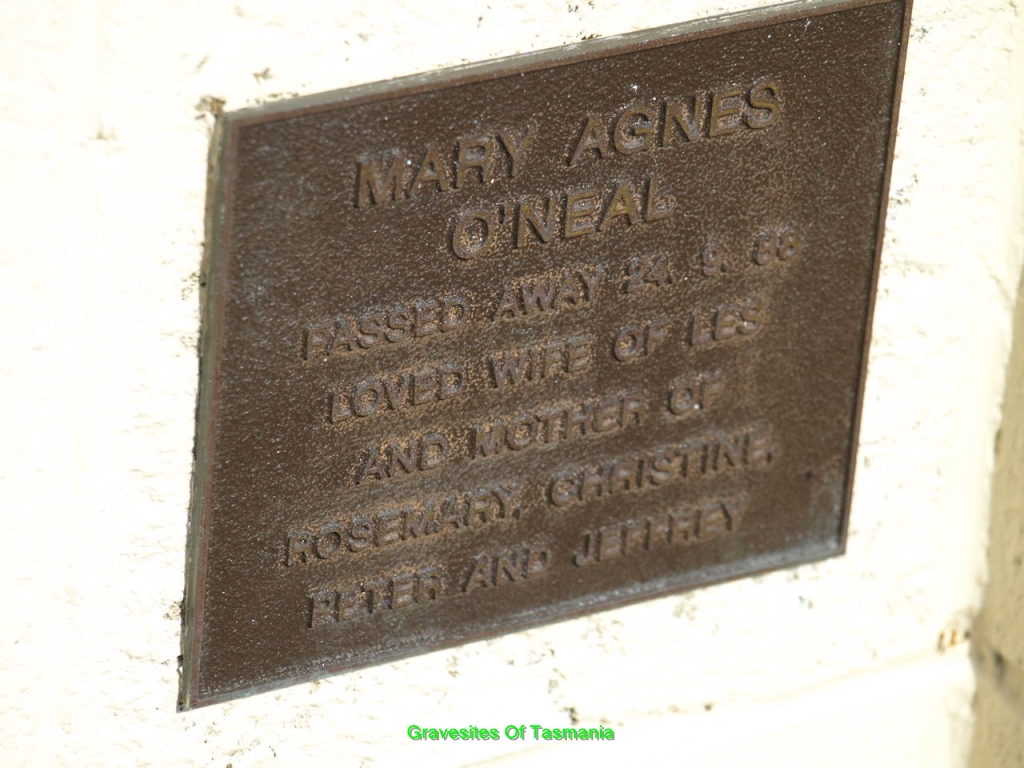 MARY AGNES
O'NEAL
PASSED AWAY 24. 9. 88
LOVED WIFE OF LES
AND MOTHER OF
ROSEMARY, CHRISTINE,
PETER AND JEFFREY
Gravesites Of Tasmania